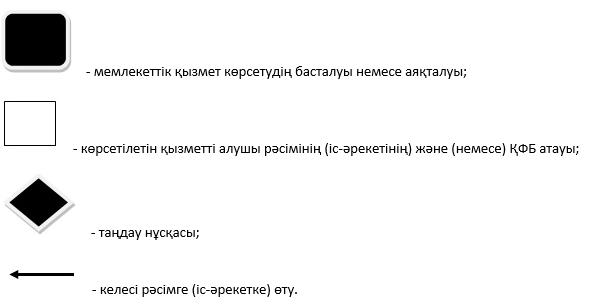 - мемлекеттік қызмет көрсетудің басталуы немесе аяқталуы;
- көрсетілетін қызметті алушы рәсімінің (іс-әрекетінің) және (немесе) ҚФБ атауы;
- таңдау нұсқасы;
- келесі рәсімге (іс-әрекетке) өту.